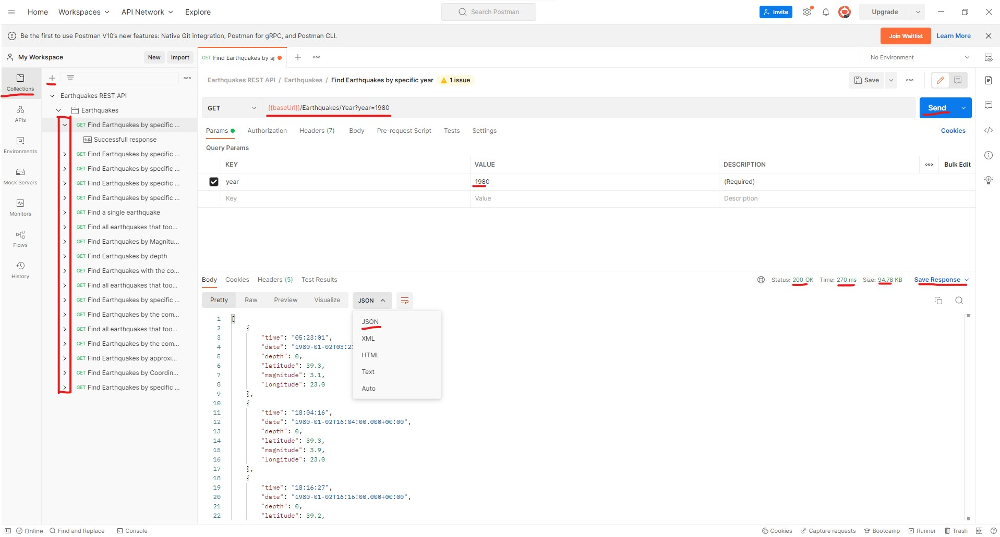 Home Workspaces API Network Explore Search Postman Invite Upgrade
Be the first to use Postman V10's new features: Native Git integration, Postman for gRPC, and Postman CLI. Join Waitlist Learn More
My Workspace New Import GET Find Earthquakes by sp No Environment
Collections
APIs
Environments
Mock Servers
Monitors
Flows
History
Earthquakes REST API
Earthquakes
GET Find Earthquakes by specific ...
e.g. Successfull response
GET Find Earthquakes by specific ...
GET Find Earthquakes by specific ...
GET Find Earthquakes by specific ...
GET Find Earthquakes by specific ...
GET Find a single earthquake
GET Find all earthquakes that too...
GET Find Earthquakes by Magnitu...
GET Find Earthquakes by depth
GET Find Earthquakes with the co...
GET Find all earthquakes that too...
GET Find Earthquakes by specific ...
GET Find Earthquakes by the com...
GET Find all earthquakes that too...
GET Find Earthquakes by the com...
GET Find Earthquakes by approxi...
GET Find Earthquakes by Coordin...
GET Find Earthquakes by specific ...
Earthquakes REST API / Earthquakes / Find Earthquakes by specific year 1 issue Save
GET {{baseUrl}}/Earthquakes/Year?year=1980 Send
Params Authorization Headers (7) Body Pre-request Script Tests Settings Cookies
Query Params
KEY VALUE DESCRIPTION Bulk Edit
year 1980 (Required)
Key Value Description
Body Cookies Headers (5) Test Results Status: 200 OK Time: 270 ms Size: 94.78 KB Save Response
Pretty Raw Preview Visualize JSON
JSON
XML
HTML
Text
Auto
1 [
2 {
3 "time": "05:23:01",
4 "date": "1980-01-02T03:23
5 "depth": 0,
6 "latitude": 39.3,
7 "magnitude": 3.1,
8 "longitude": 23.0
9 },
10 {
11 "time": "18:04:16",
12 "date": "1980-01-02T16:04:00.000+00:00",
13 "depth": 0,
14 "latitude": 39.3,
15 "magnitude": 3.9,
16 "longitude": 23.0
17 },
18 {
19 "time": "18:16:27",
20 "date": "1980-01-02T16:16:00.000+00:00",
21 "depth": 0,
22 "latitude": 39.2,
Online Find and Replace Console Cookies Capture requests Bootcamp Runner Trash